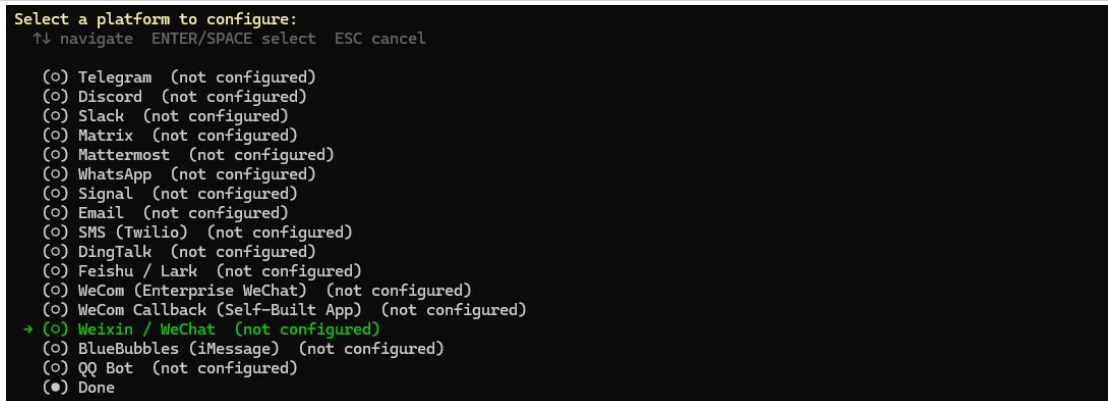 Select a platform to configure:
↑↓ navigate  ENTER/SPACE select  ESC cancel
(○) Telegram  (not configured)
(○) Discord  (not configured)
(○) Slack  (not configured)
(○) Matrix  (not configured)
(○) Mattermost  (not configured)
(○) WhatsApp  (not configured)
(○) Signal  (not configured)
(○) Email  (not configured)
(○) SMS (Twilio)  (not configured)
(○) DingTalk  (not configured)
(○) Feishu / Lark  (not configured)
(○) WeCom (Enterprise WeChat)  (not configured)
(○) WeCom Callback (Self-Built App)  (not configured)
→ (○) Weixin / WeChat  (not configured)
(○) BlueBubbles (iMessage)  (not configured)
(○) QQ Bot  (not configured)
(●) Done